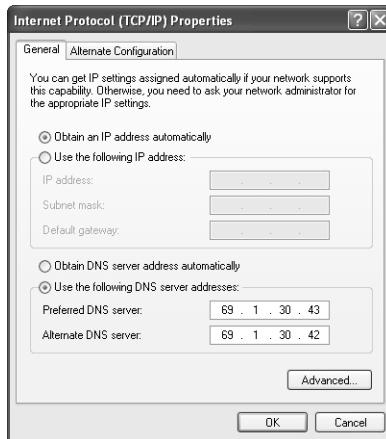 Internet Protocol (TCP/IP) Properties
General
Alternate Configuration
You can get IP settings assigned automatically if your network supports
this capability. Otherwise, you need to ask your network administrator for
the appropriate IP settings.
Obtain an IP address automatically
Use the following IP address:
IP address:
Subnet mask:
Default gateway:
Obtain DNS server address automatically
Use the following DNS server addresses:
Preferred DNS server: 69 . 1 . 30 . 43
Alternate DNS server: 69 . 1 . 30 . 42
Advanced...
OK
Cancel